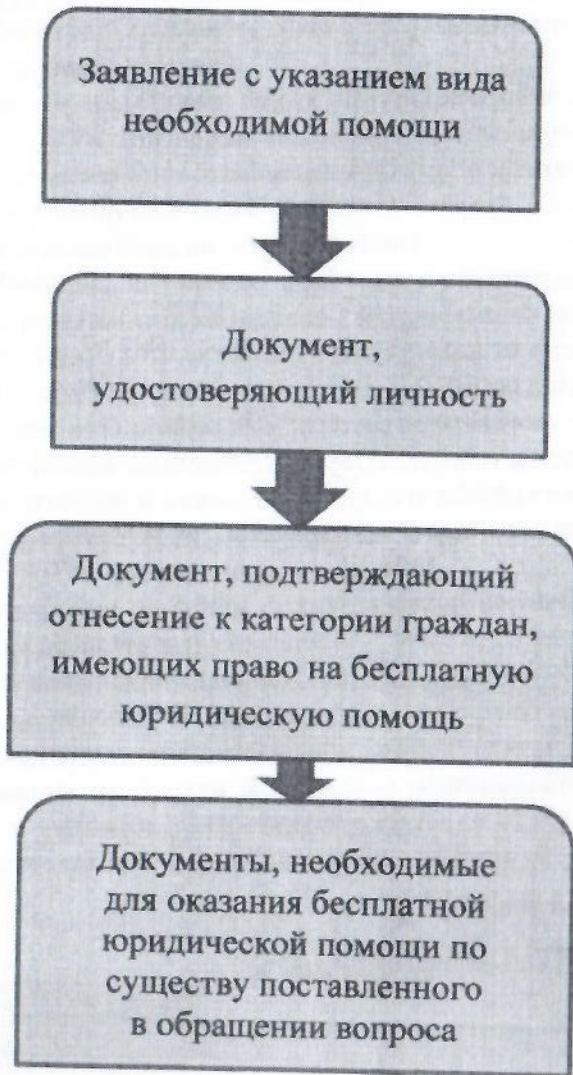 Заявление с указанием вида
необходимой помощи
Документ,
удостоверяющий личность
Документ, подтверждающий
отнесение к категории граждан,
имеющих право на бесплатную
юридическую помощь
Документы, необходимые
для оказания бесплатной
юридической помощи по
существу поставленного
в обращении вопроса